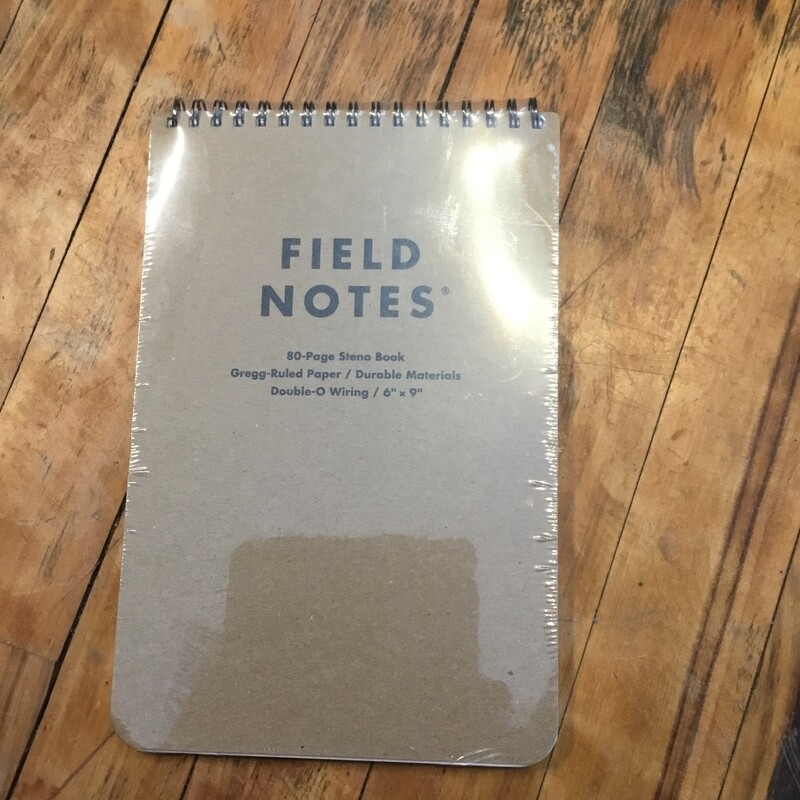 FIELD
NOTES®
80-Page Steno Book
Gregg-Ruled Paper / Durable Materials
Double-O Wiring / 6" × 9"